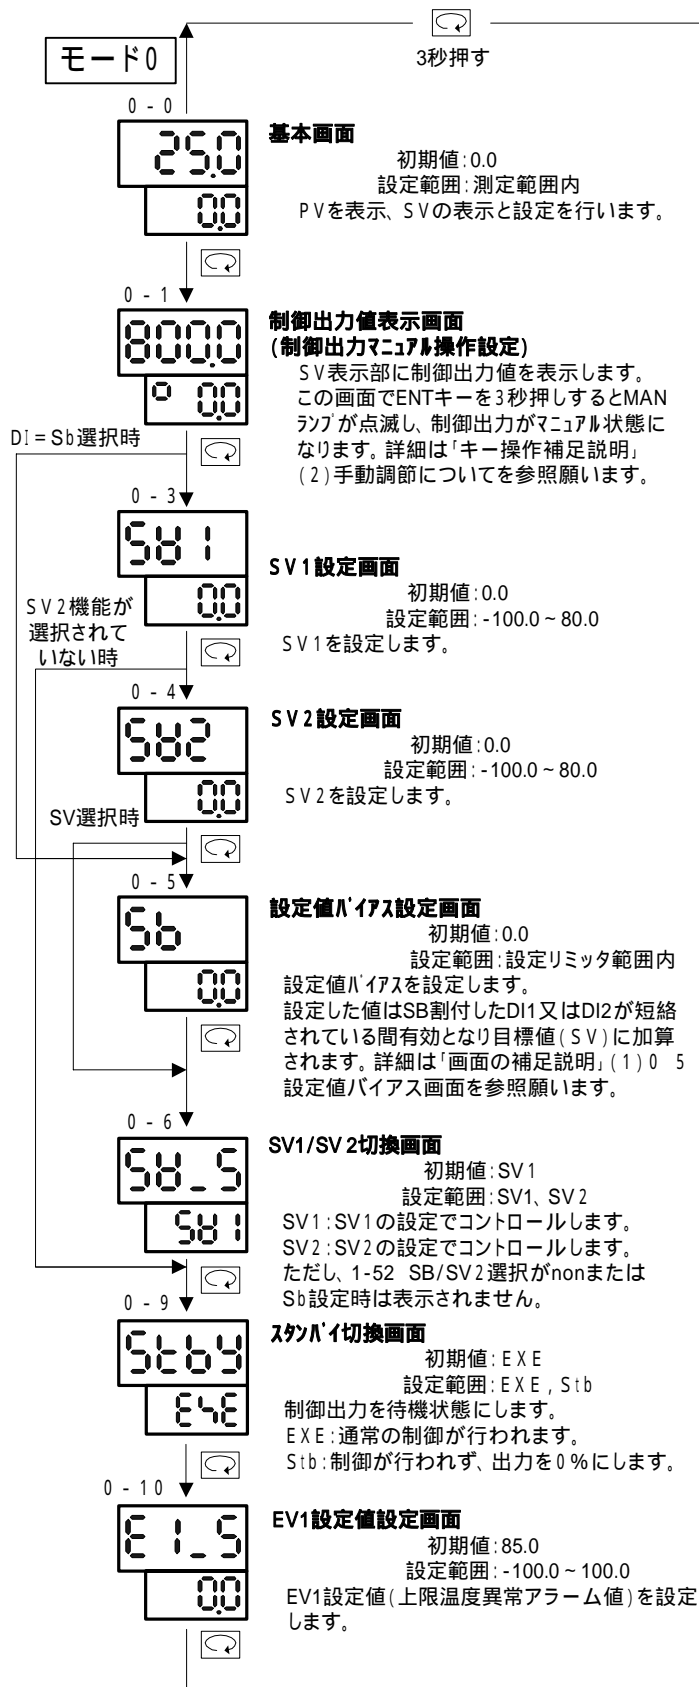 3秒押す
モード0
0 - 0
25.0
0.0
基本画面
初期値:0.0
設定範囲:測定範囲内
PVを表示、SVの表示と設定を行います。
0 - 1
800.0
o 0.0
制御出力値表示画面
(制御出力マニュアル操作設定)
SV表示部に制御出力値を表示します。
この画面でENTキーを3秒押しするとMAN
ランプが点滅し、制御出力がマニュアル状態に
なります。詳細は「キー操作補足説明」
(2)手動調節についてを参照願います。
DI=Sb選択時
0 - 3
SV1
0.0
SV1設定画面
初期値:0.0
設定範囲:-100.0~80.0
SV1を設定します。
SV2機能が
選択されて
いない時
0 - 4
SV2
0.0
SV2設定画面
初期値:0.0
設定範囲:-100.0~80.0
SV2を設定します。
SV選択時
0 - 5
Sb
0.0
設定値バイアス設定画面
初期値:0.0
設定範囲:設定リミッタ範囲内
設定値バイアスを設定します。
設定した値はSB割付したDI1又はDI2が短絡
されている間有効となり目標値(SV)に加算
されます。詳細は「画面の補足説明」(1)0 5
設定値バイアス画面を参照願います。
0 - 6
SV_S
SV1
SV1/SV2切換画面
初期値:SV1
設定範囲:SV1、SV2
SV1:SV1の設定でコントロールします。
SV2:SV2の設定でコントロールします。
ただし、1-52 SB/SV2選択がnonまたは
Sb設定時は表示されません。
0 - 9
Stby
EXE
スタンバイ切換画面
初期値:EXE
設定範囲:EXE,Stb
制御出力を待機状態にします。
EXE:通常の制御が行われます。
Stb:制御が行われず、出力を0%にします。
0 - 10
E1_S
0.0
EV1設定値設定画面
初期値:85.0
設定範囲:-100.0~100.0
EV1設定値(上限温度異常アラーム値)を設定
します。